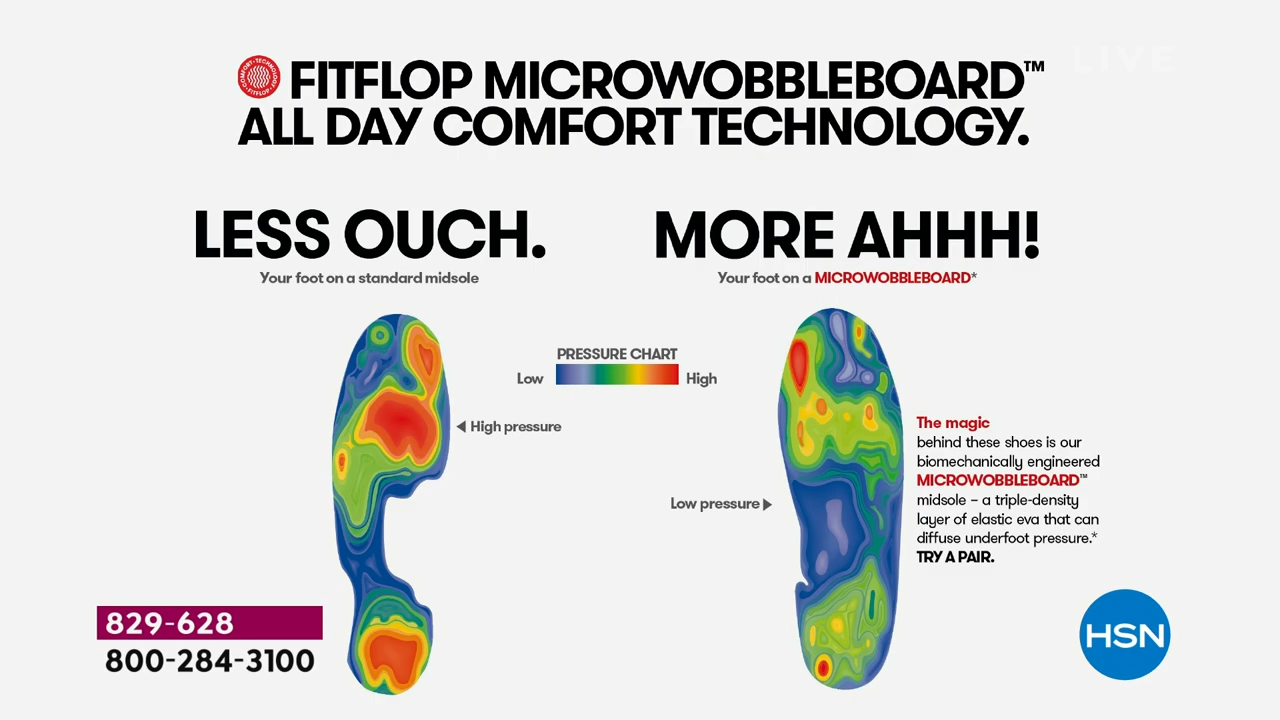 LIVE
FITFLOP MICROWOBBLEBOARD™
ALL DAY COMFORT TECHNOLOGY.
LESS OUCH.
Your foot on a standard midsole
MORE AHHH!
Your foot on a MICROWOBBLEBOARD*
PRESSURE CHART
Low
High
High pressure
Low pressure
The magic
behind these shoes is our
biomechanically engineered
MICROWOBBLEBOARD™
midsole – a triple-density
layer of elastic eva that can
diffuse underfoot pressure.*
TRY A PAIR.
829-628
800-284-3100
HSN